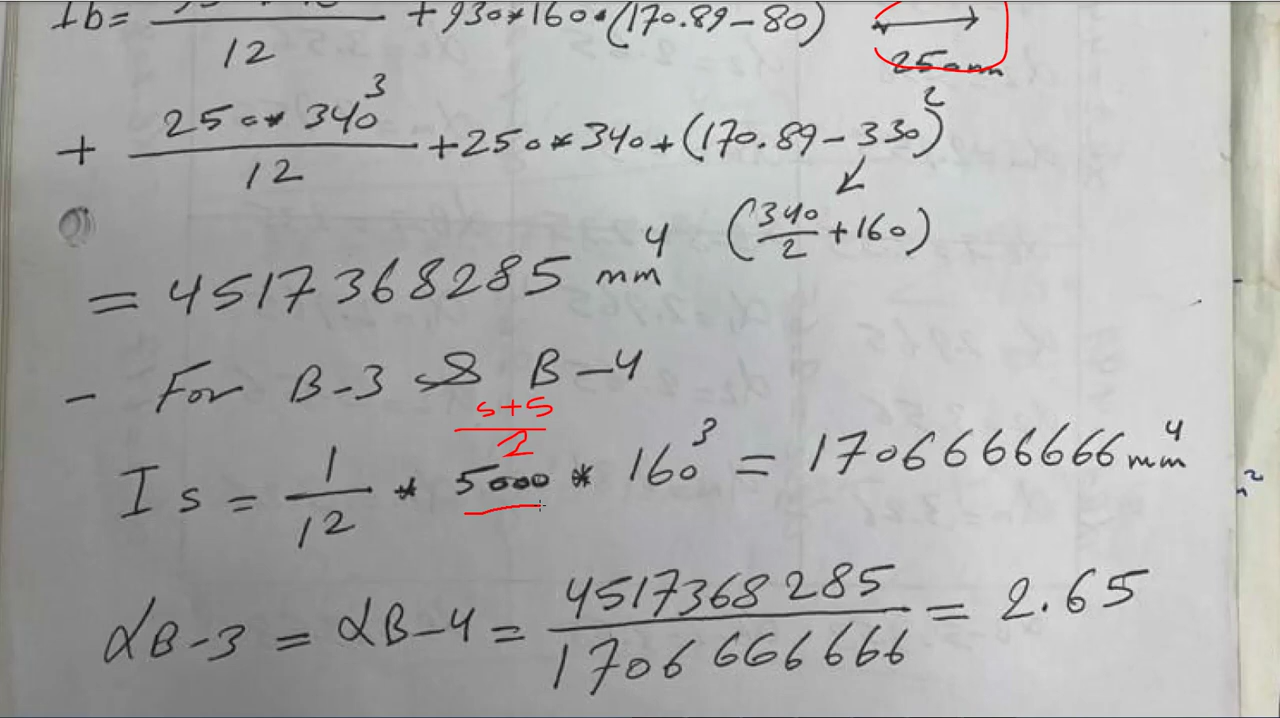 Ib= 12 +930*160*(170.89-80)
250mm
+ 250*340³/12 +250*340+(170.89-330)²
(340/2+160)
= 4517368285 mm⁴
- For B-3 & B-4
s+5/2
Is = 1/12 * 5000 * 160³ = 1706666666 mm⁴
αB-3 = αB-4 = 4517368285/1706666666 = 2.65